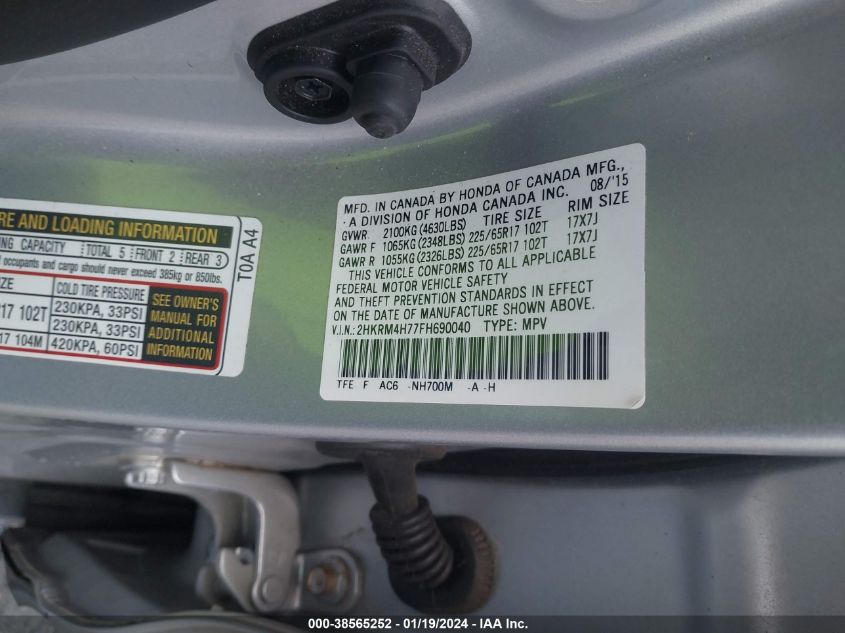 MFD. IN CANADA BY HONDA OF CANADA MFG.,
A DIVISION OF HONDA CANADA INC. 08/'15
GVWR. 2100KG (4630LBS) TIRE SIZE RIM SIZE
GAWR F 1065KG (2348LBS) 225/65R17 102T 17X7J
GAWR R 1055KG (2326LBS) 225/65R17 102T 17X7J
THIS VEHICLE CONFORMS TO ALL APPLICABLE
FEDERAL MOTOR VEHICLE SAFETY
AND THEFT PREVENTION STANDARDS IN EFFECT
ON THE DATE OF MANUFACTURE SHOWN ABOVE.
V.I.N.: 2HKRM4H77FH690040 TYPE: MPV
TFE F AC6 -NH700M -A -H
RE AND LOADING INFORMATION
NG CAPACITY TOTAL 5 FRONT 2 REAR 3
occupants and cargo should never exceed 385kg or 850lbs.
ZE COLD TIRE PRESSURE SEE OWNER'S
17 102T 230KPA, 33PSI MANUAL FOR
230KPA, 33PSI ADDITIONAL
17 104M 420KPA, 60PSI INFORMATION
T0A A4
000-38565252 - 01/19/2024 - IAA Inc.